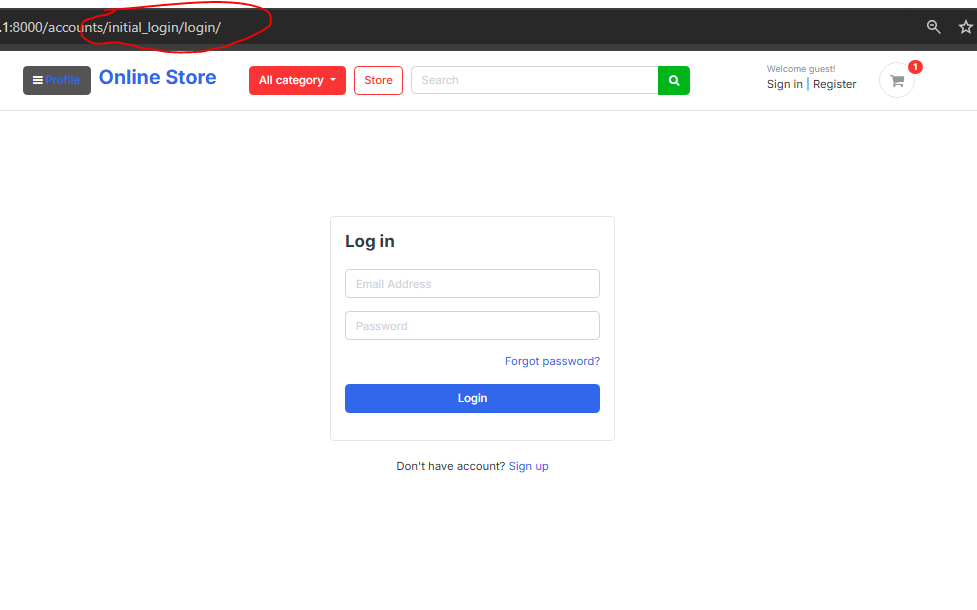 .1:8000/accounts/initial_login/login/
Profile
Online Store
All category
Store
Search
Welcome guest!
Sign in | Register
1
Log in
Email Address
Password
Forgot password?
Login
Don't have account? Sign up